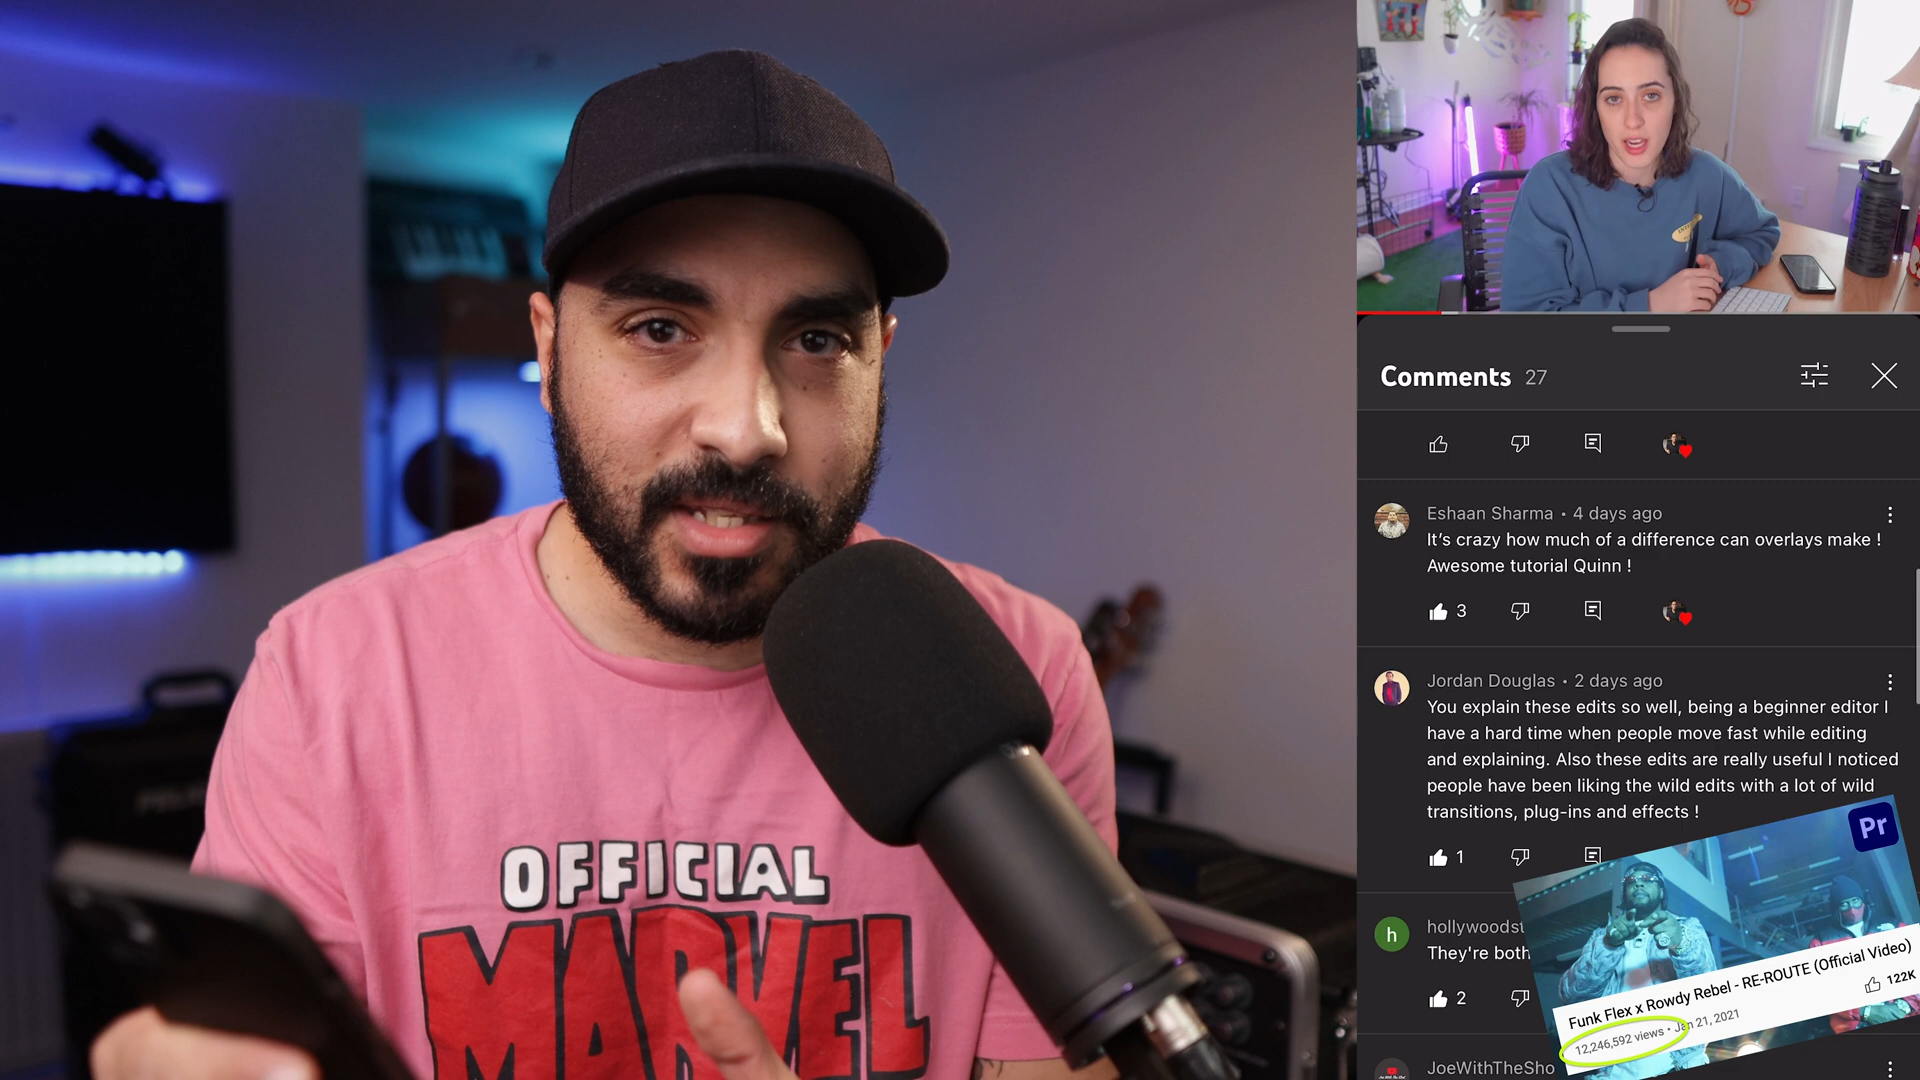 OFFICIAL
MARVEL
Comments 27
Eshaan Sharma • 4 days ago
It’s crazy how much of a difference can overlays make !
Awesome tutorial Quinn !
3
Jordan Douglas • 2 days ago
You explain these edits so well, being a beginner editor I
have a hard time when people move fast while editing
and explaining. Also these edits are really useful I noticed
people have been liking the wild edits with a lot of wild
transitions, plug-ins and effects !
1
h
hollywoodst
They're both
2
JoeWithTheSho
Pr
Funk Flex x Rowdy Rebel - RE-ROUTE (Official Video)
12,246,592 views • Jan 21, 2021
122K